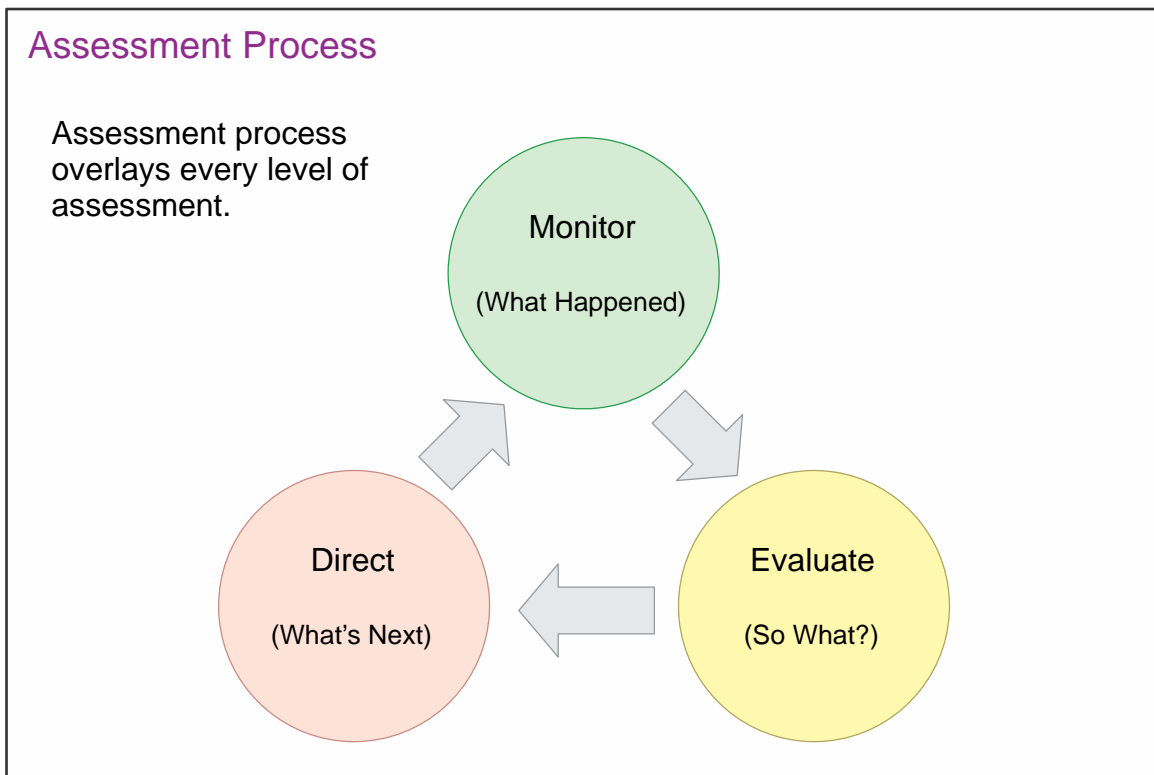 Assessment Process
Assessment process
overlays every level of
assessment.
Monitor
(What Happened)
Direct
(What’s Next)
Evaluate
(So What?)